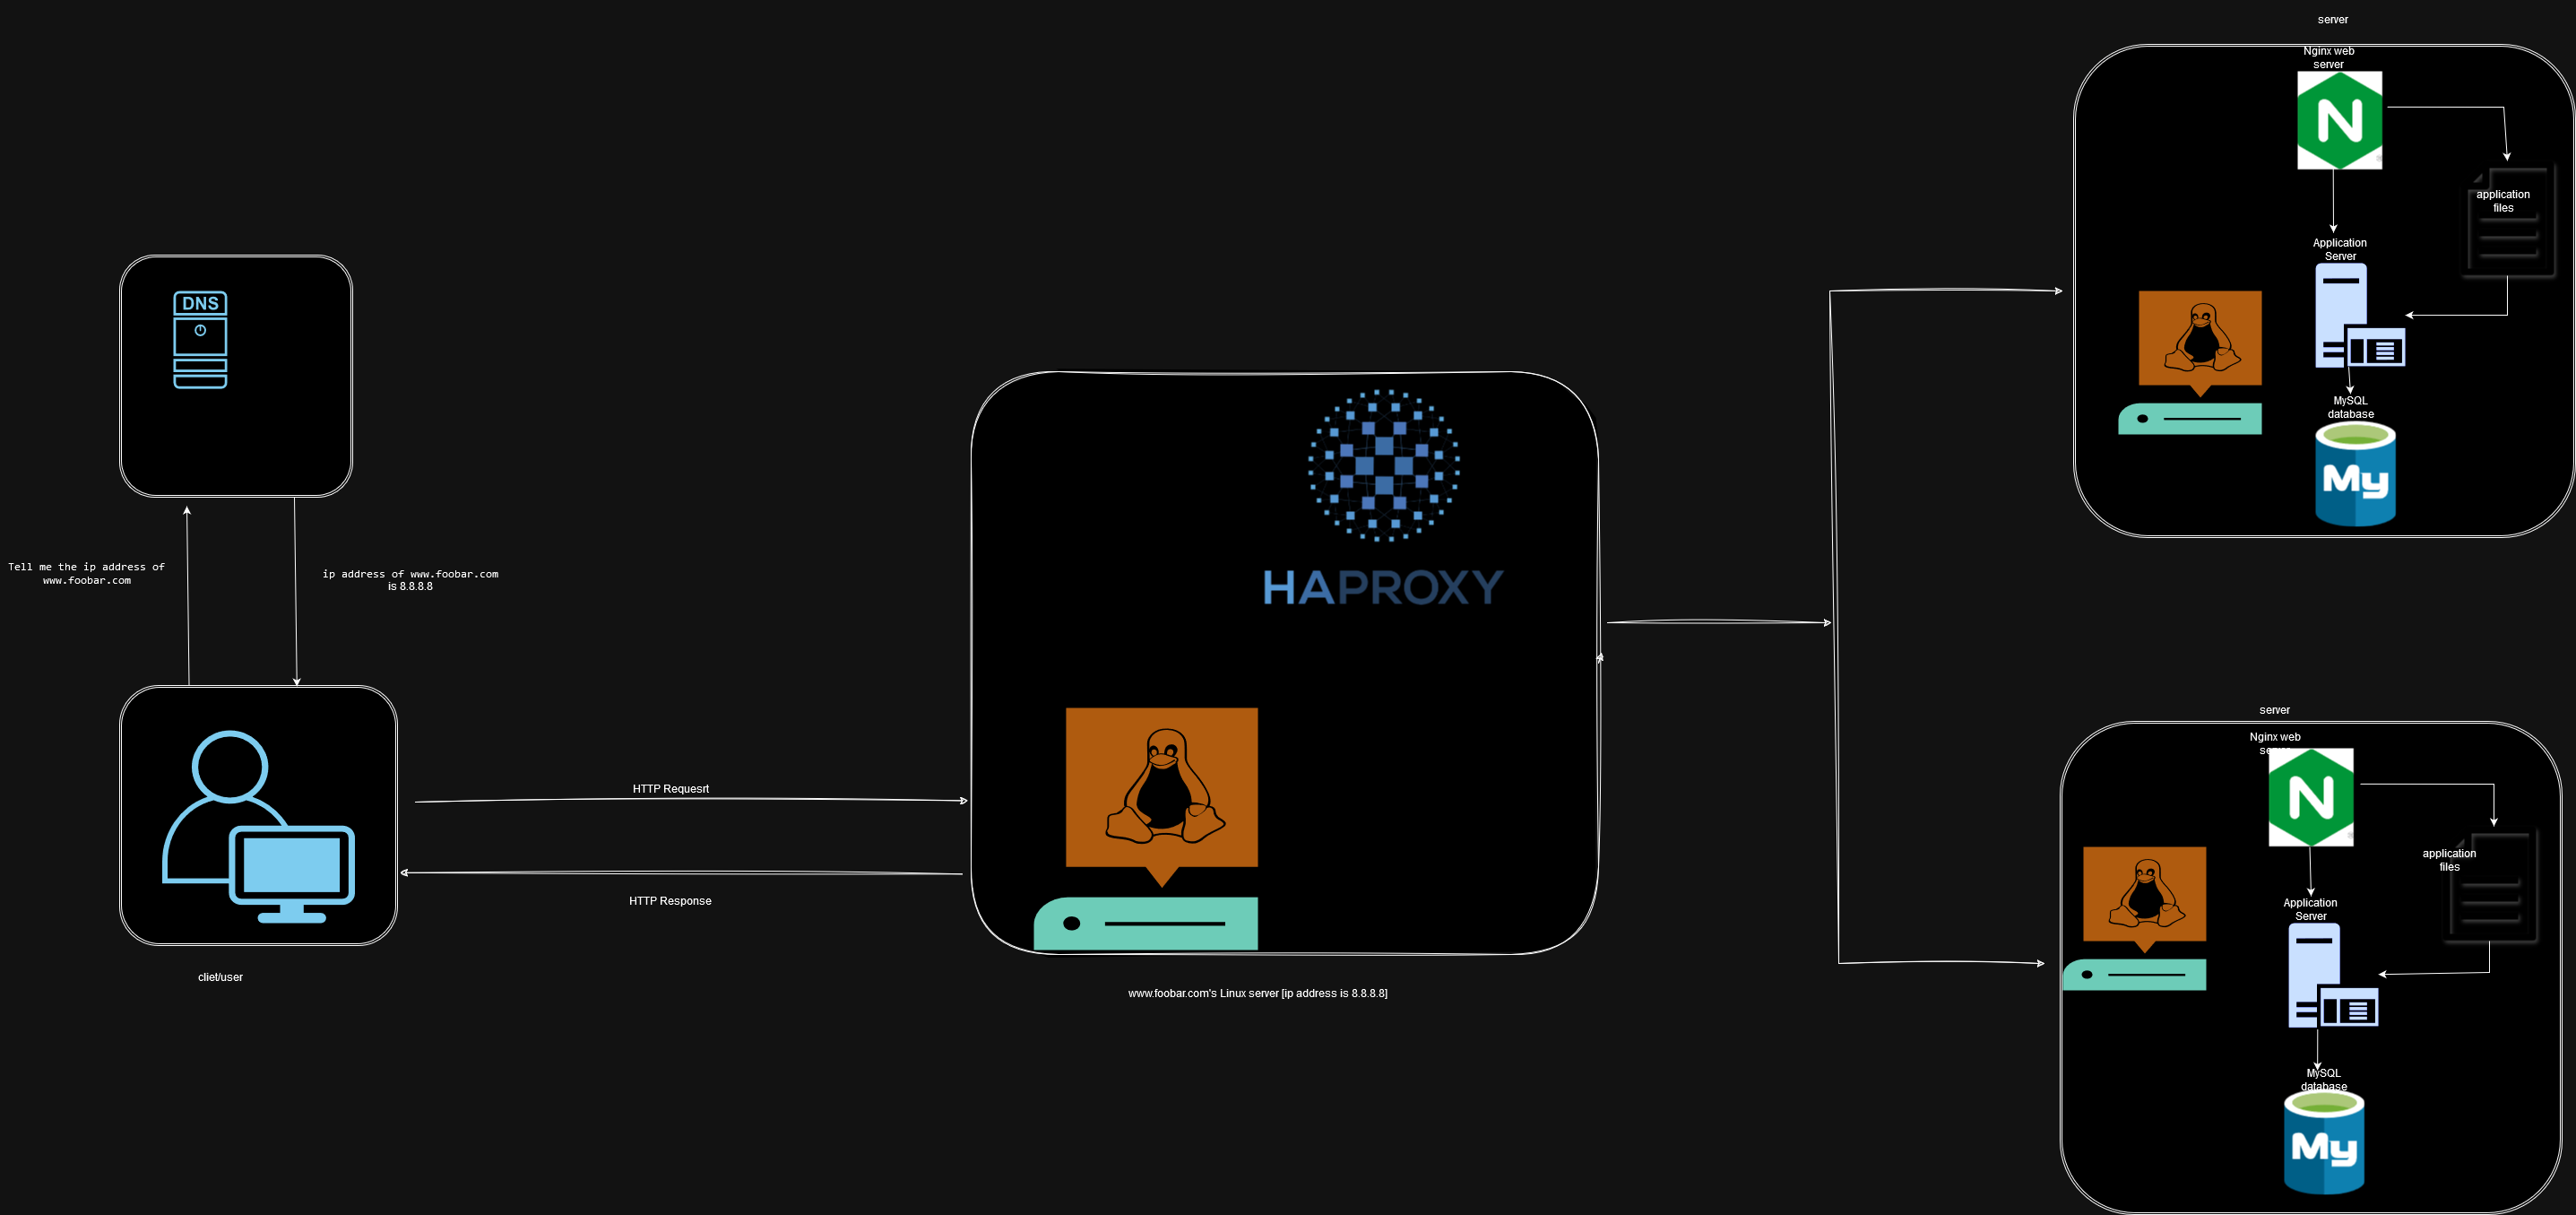 DNS
Tell me the ip address of
www.foobar.com
ip address of www.foobar.com
is 8.8.8.8
cliet/user
HTTP Requesrt
HTTP Response
HAPROXY
www.foobar.com's Linux server [ip address is 8.8.8.8]
server
Nginx web
server
N
application
files
Application
Server
MySQL
database
My
server
Nginx web
server
N
application
files
Application
Server
MySQL
database
My